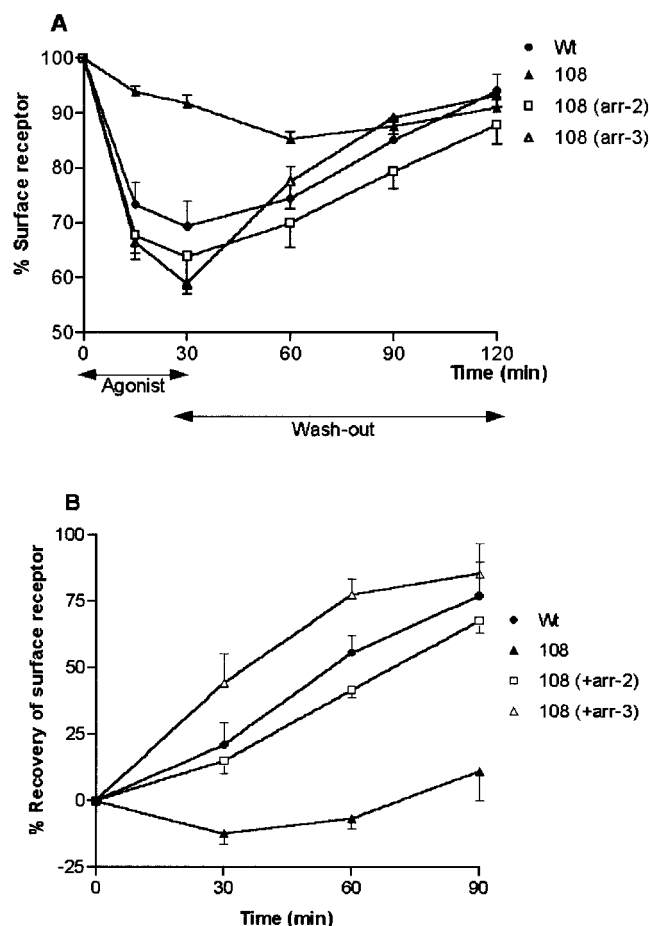 A
% Surface receptor
100
90
80
70
60
50
0 30 60 90 120
Time (min)
Agonist
Wash-out
Wt
108
108 (arr-2)
108 (arr-3)
B
% Recovery of surface receptor
100
75
50
25
0
-25
0 30 60 90
Time (min)
Wt
108
108 (+arr-2)
108 (+arr-3)